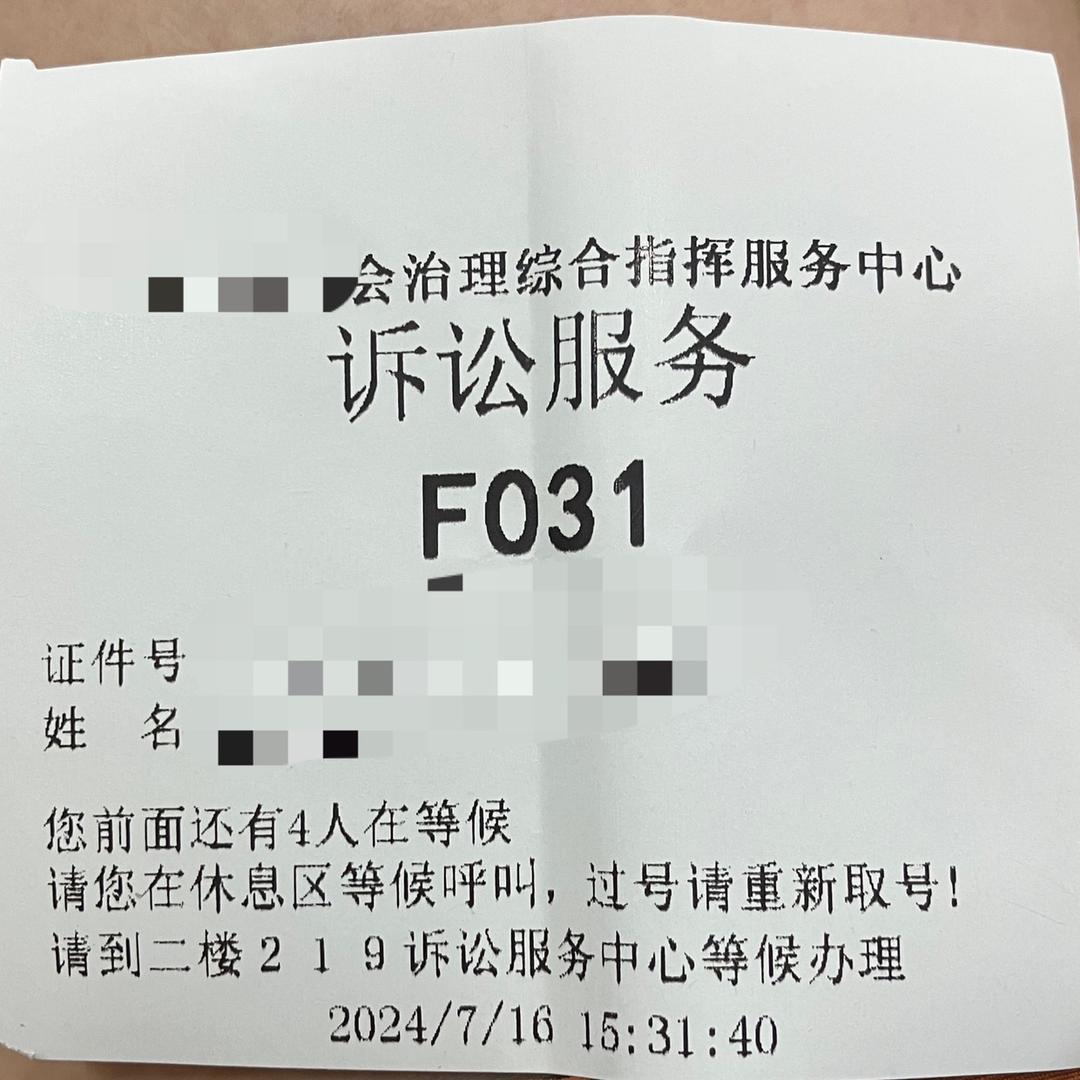 会治理综合指挥服务中心
诉讼服务
F031
证件号
姓 名
您前面还有4人在等候
请您在休息区等候呼叫，过号请重新取号！
请到二楼219诉讼服务中心等候办理
2024/7/16 15:31:40